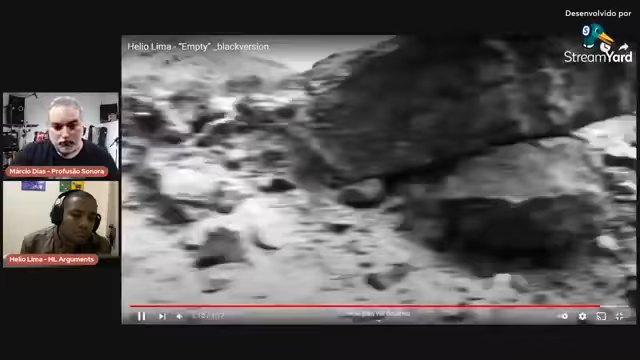 Desenvolvido por
StreamYard
Helio Lima - "Empty" _blackversion
Márcio Dias - Profusão Sonora
Helio Lima - HL Arguments